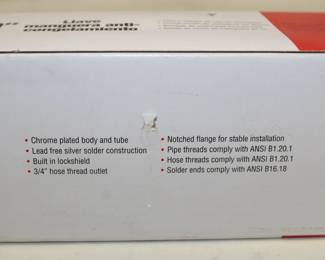 Llave
manguera anti-
congelamiento
• Chrome plated body and tube
• Lead free silver solder construction
• Built in lockshield
• 3/4" hose thread outlet
• Notched flange for stable installation
• Pipe threads comply with ANSI B1.20.1
• Hose threads comply with ANSI B1.20.1
• Solder ends comply with ANSI B16.18